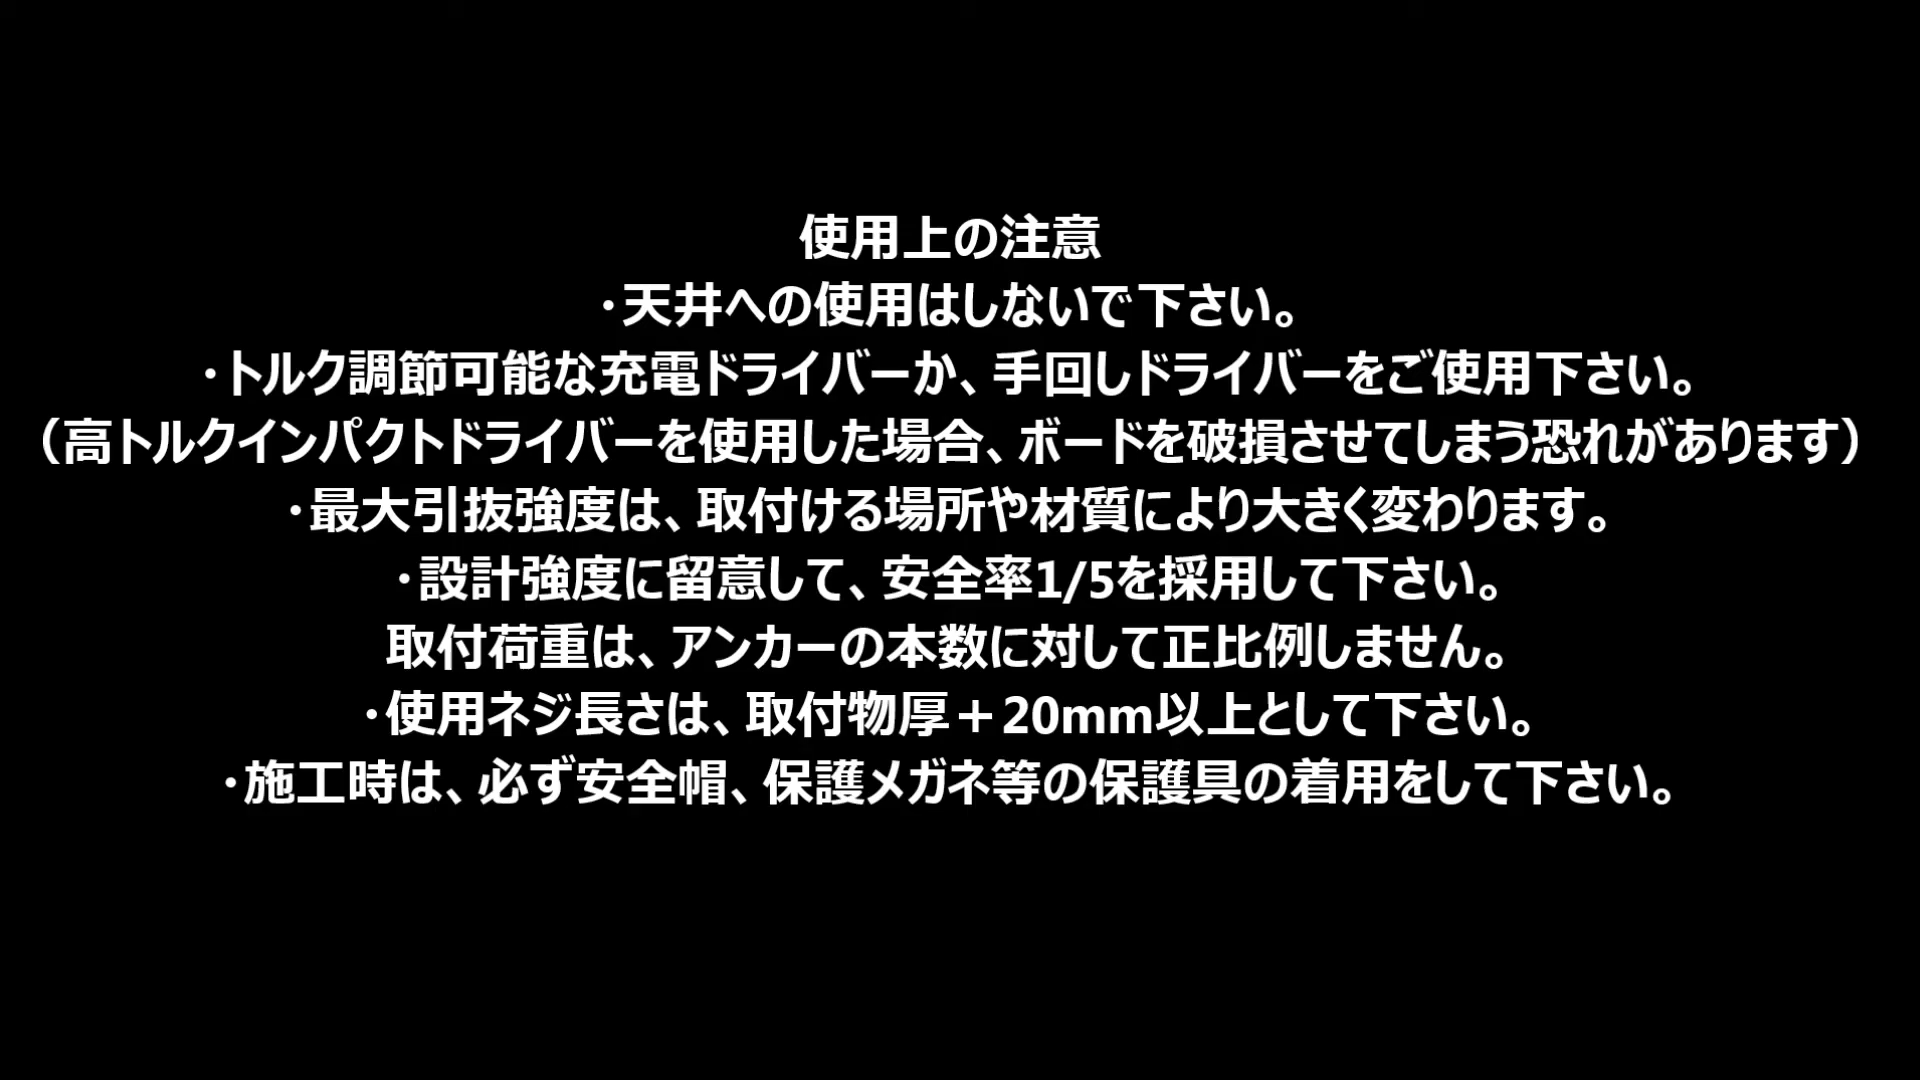 使用上の注意
・天井への使用はしないで下さい。
・トルク調節可能な充電ドライバーか、手回しドライバーをご使用下さい。
（高トルクインパクトドライバーを使用した場合、ボードを破損させてしまう恐れがあります）
・最大引抜強度は、取付ける場所や材質により大きく変わります。
・設計強度に留意して、安全率1/5を採用して下さい。
取付荷重は、アンカーの本数に対して正比例しません。
・使用ネジ長さは、取付物厚＋20mm以上として下さい。
・施工時は、必ず安全帽、保護メガネ等の保護具の着用をして下さい。